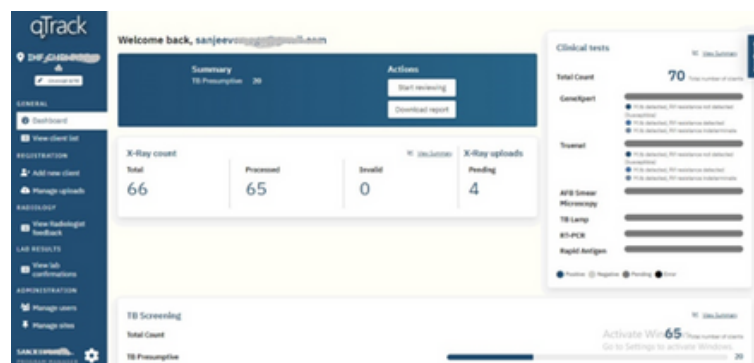 qTrack
GENERAL
Dashboard
View client list
REGISTRATION
Add new client
Manage uploads
RADIOLOGY
View Radiologist
feedback
LAB RESULTS
View lab
confirmations
ADMINISTRATION
Manage users
Manage sites
Welcome back,
Summary
TB Presumptive 20
Actions
Start reviewing
Download report
X-Ray count
View Summary
Total
66
Processed
65
Invalid
0
X-Ray uploads
Pending
4
Clinical tests
View Summary
Total Count
70 Total number of clients
GeneXpert
Truenat
AFB Smear
Microscopy
TB Lamp
RT-PCR
Rapid Antigen
Positive Negative Pending Error
TB Screening
View Summary
Total Count
65 Total number of clients
TB Presumptive
20
Activate Windows
Go to Settings to activate Windows.